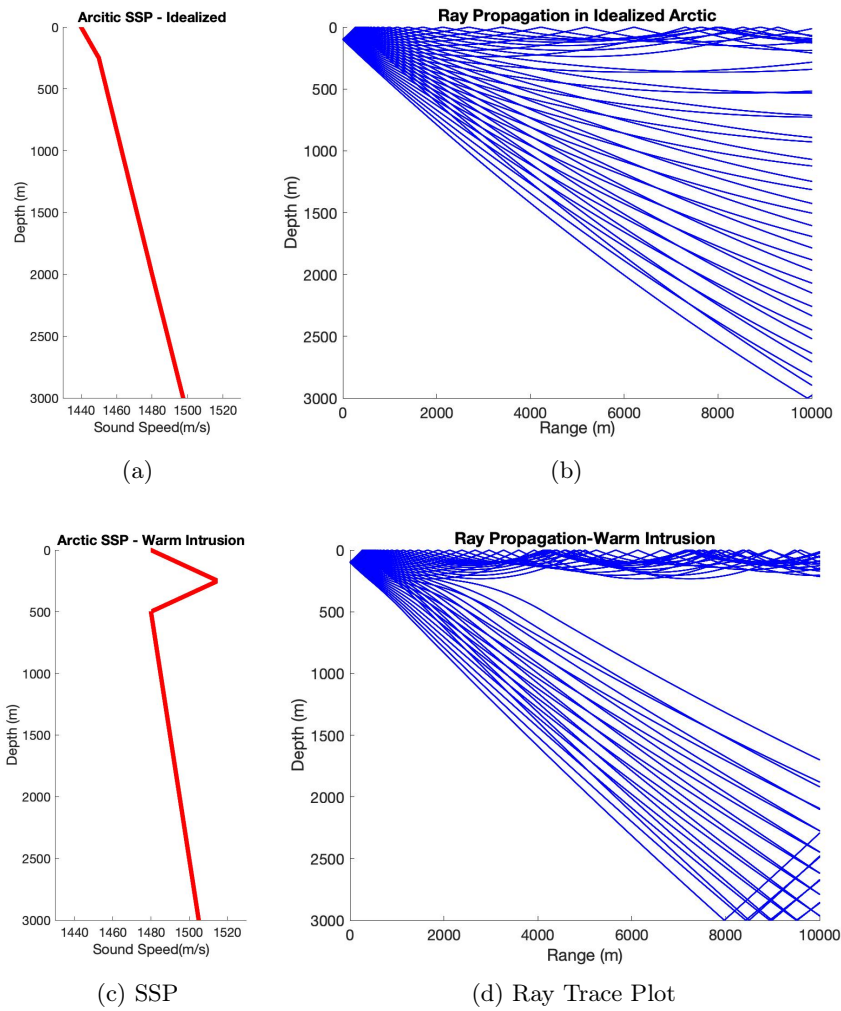 Arcitic SSP - Idealized
0
500
1000
1500
2000
2500
3000
Depth (m)
1440 1460 1480 1500 1520
Sound Speed(m/s)
(a)
Ray Propagation in Idealized Arctic
0
500
1000
1500
2000
2500
3000
Depth (m)
0 2000 4000 6000 8000 10000
Range (m)
(b)
Arctic SSP - Warm Intrusion
0
500
1000
1500
2000
2500
3000
Depth (m)
1440 1460 1480 1500 1520
Sound Speed(m/s)
(c) SSP
Ray Propagation-Warm Intrusion
0
500
1000
1500
2000
2500
3000
Depth (m)
0 2000 4000 6000 8000 10000
Range (m)
(d) Ray Trace Plot